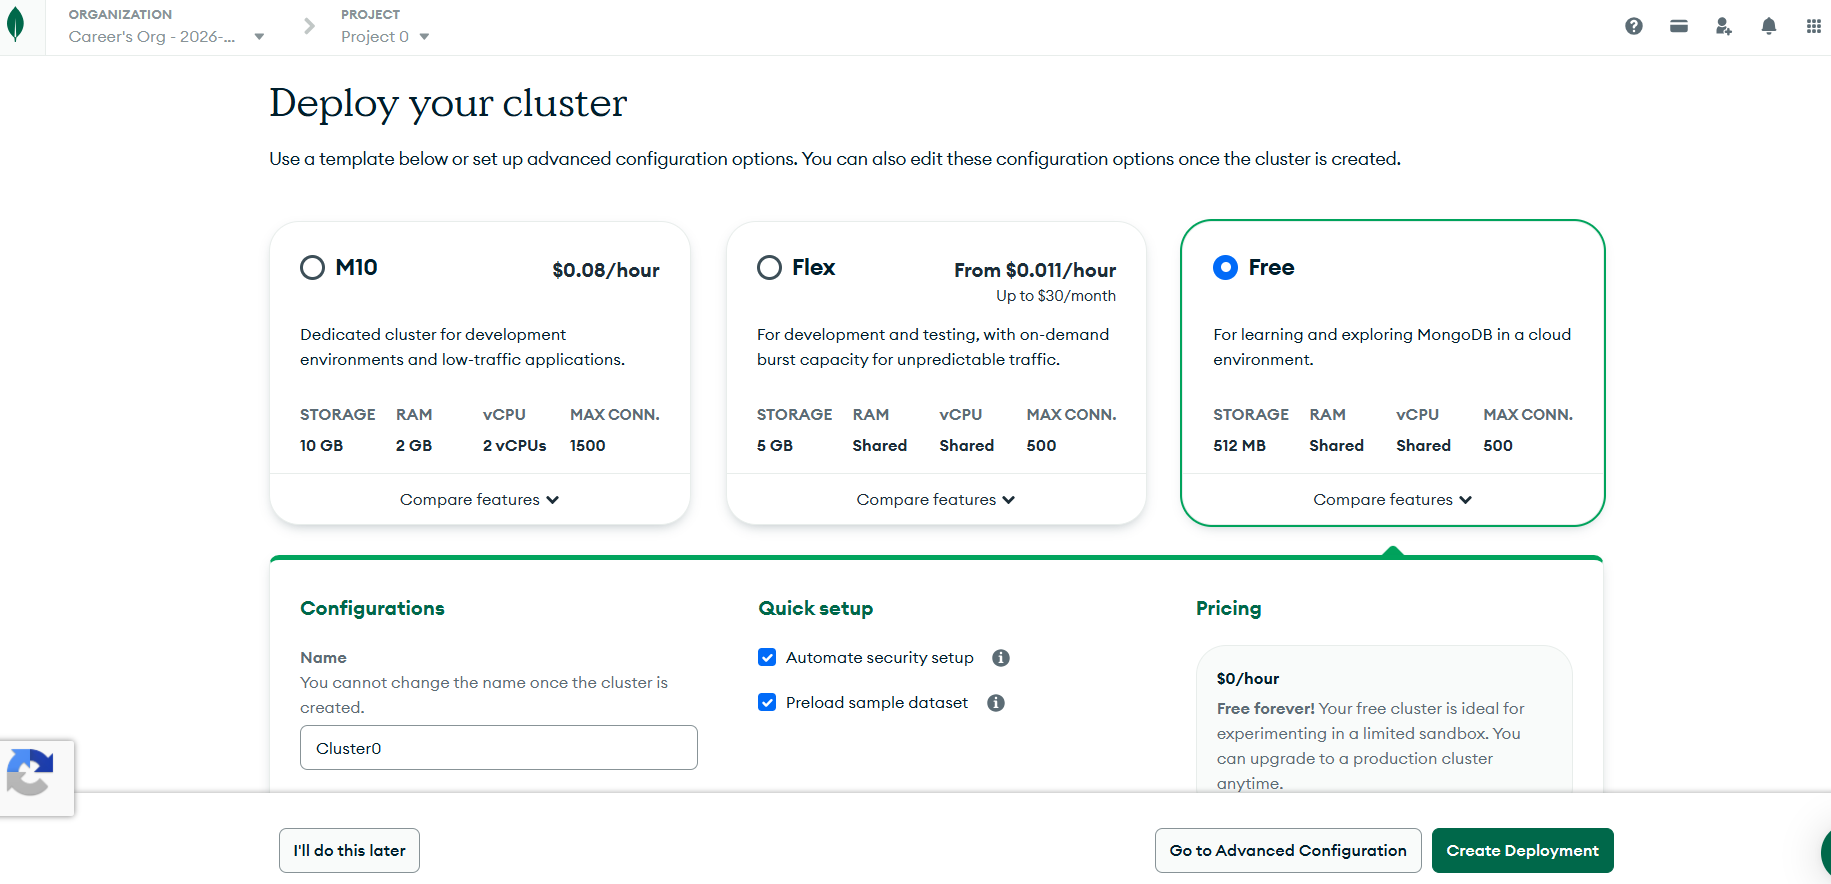 ORGANIZATION
Career's Org - 2026-...
PROJECT
Project 0
Deploy your cluster
Use a template below or set up advanced configuration options. You can also edit these configuration options once the cluster is created.
M10
$0.08/hour
Dedicated cluster for development
environments and low-traffic applications.
STORAGE RAM vCPU MAX CONN.
10 GB 2 GB 2 vCPUs 1500
Compare features
Flex
From $0.011/hour
Up to $30/month
For development and testing, with on-demand
burst capacity for unpredictable traffic.
STORAGE RAM vCPU MAX CONN.
5 GB Shared Shared 500
Compare features
Free
For learning and exploring MongoDB in a cloud
environment.
STORAGE RAM vCPU MAX CONN.
512 MB Shared Shared 500
Compare features
Configurations
Name
You cannot change the name once the cluster is
created.
Cluster0
Quick setup
Automate security setup
Preload sample dataset
Pricing
$0/hour
Free forever! Your free cluster is ideal for
experimenting in a limited sandbox. You
can upgrade to a production cluster
anytime.
I'll do this later
Go to Advanced Configuration
Create Deployment